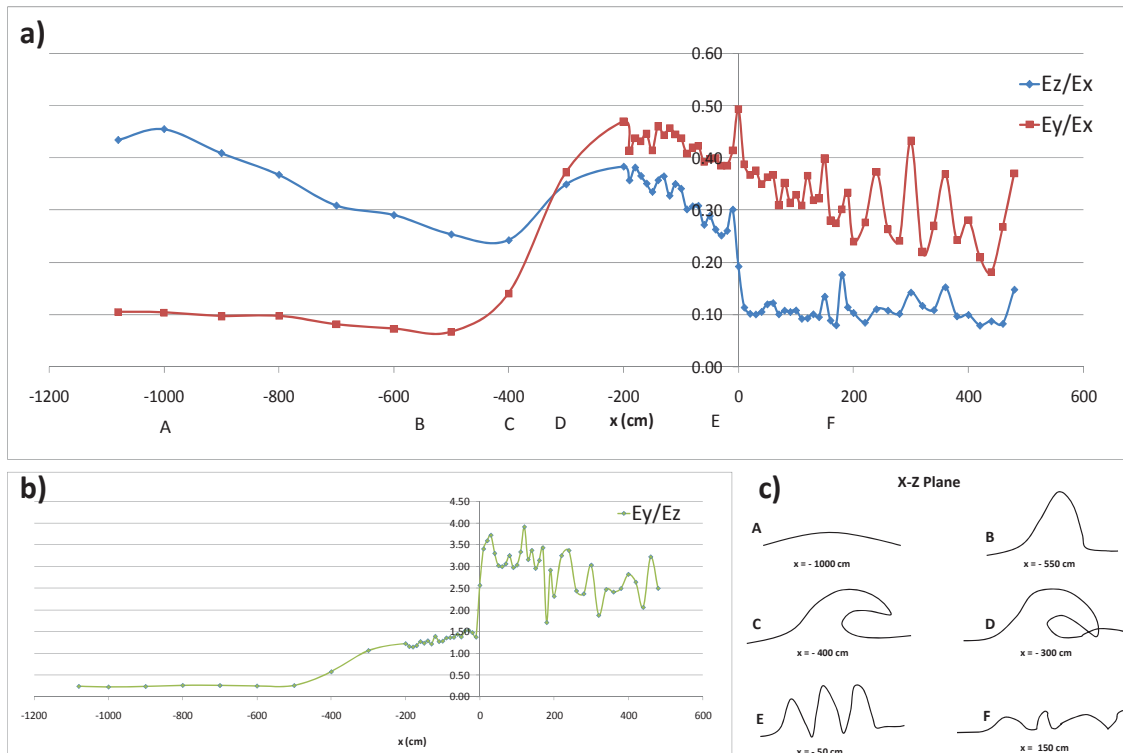 a)
0.60
0.50
0.40
0.30
0.20
0.10
0.00
Ez/Ex
Ey/Ex
-1200 -1000 -800 -600 -400 -200 0 200 400 600
A B C D x (cm) E F
b)
4.50
4.00
3.50
3.00
2.50
2.00
1.50
1.00
0.50
0.00
Ey/Ez
-1200 -1000 -800 -600 -400 -200 0 200 400 600
x (cm)
c)
X-Z Plane
A
x = - 1000 cm
B
x = - 550 cm
C
x = - 400 cm
D
x = - 300 cm
E
x = - 50 cm
F
x = 150 cm